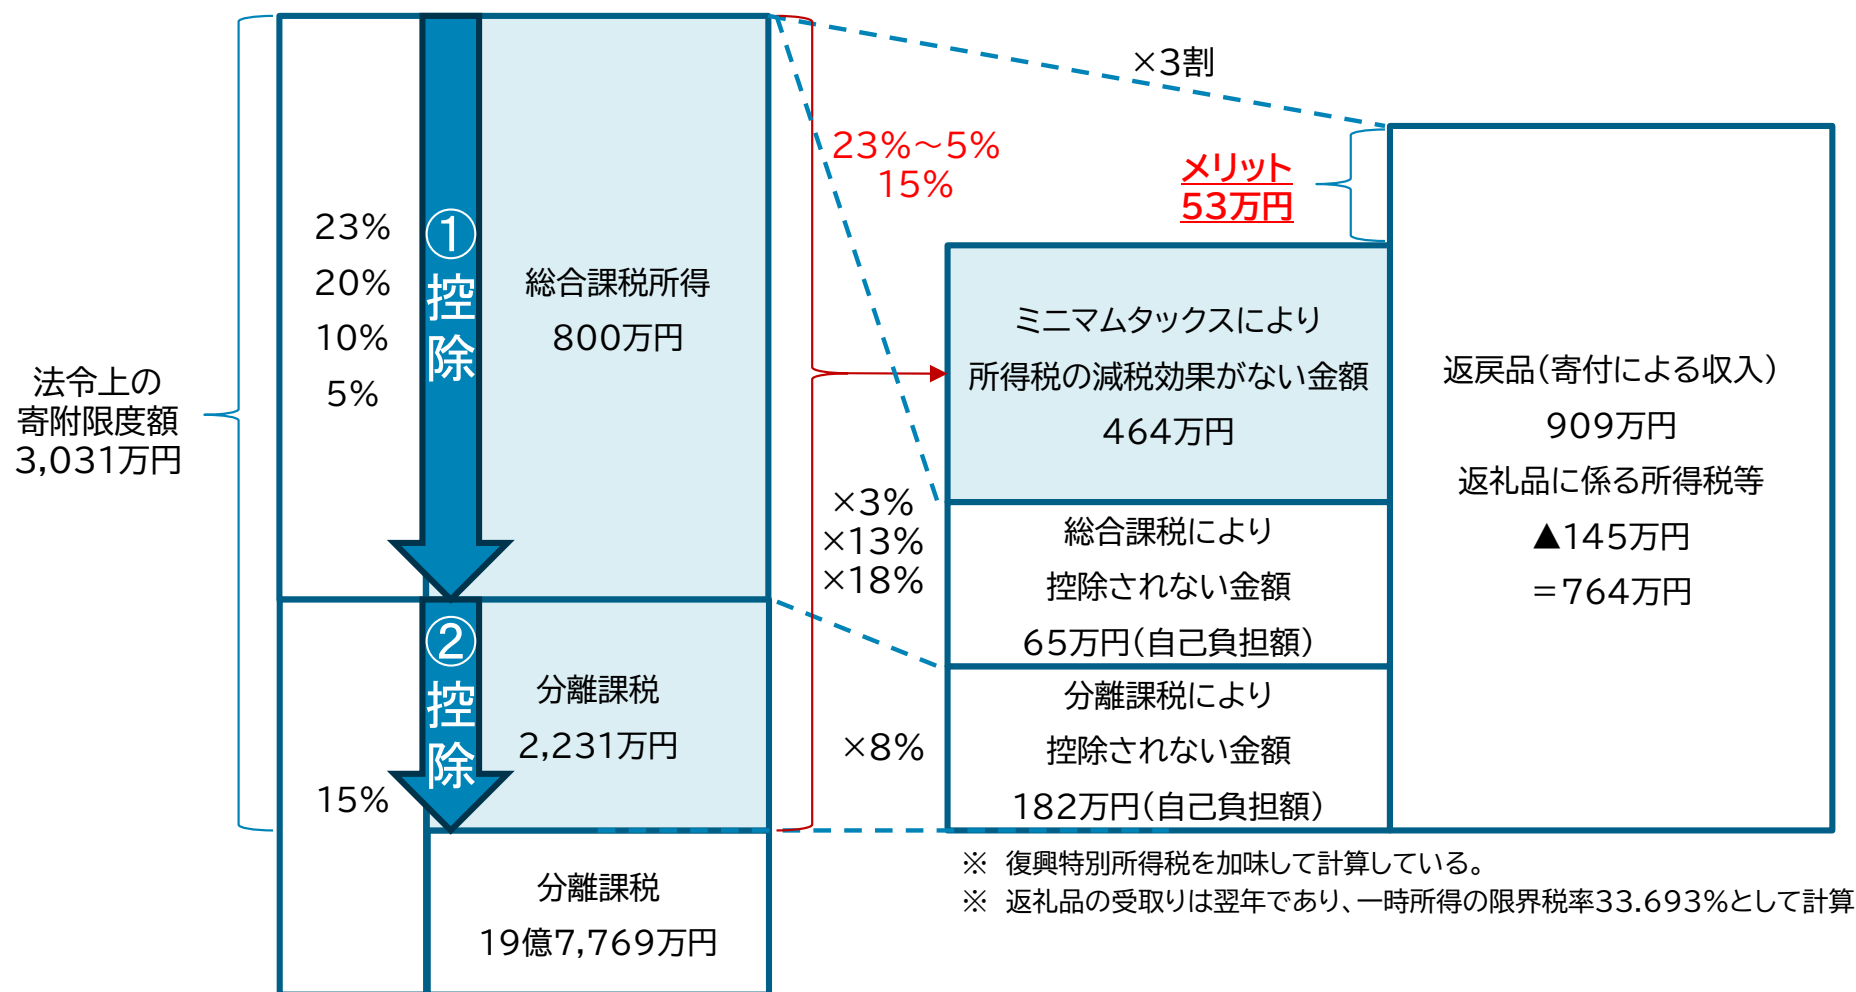 法令上の
寄附限度額
3,031万円
23%
20%
10%
5%
15%
①控除
②控除
総合課税所得
800万円
分離課税
2,231万円
分離課税
19億7,769万円
23%～5%
15%
×3割
メリット
53万円
×3%
×13%
×18%
×8%
ミニマムタックスにより
所得税の減税効果がない金額
464万円
総合課税により
控除されない金額
65万円(自己負担額)
分離課税により
控除されない金額
182万円(自己負担額)
返戻品(寄付による収入)
909万円
返礼品に係る所得税等
▲145万円
＝764万円
※ 復興特別所得税を加味して計算している。
※ 返礼品の受取りは翌年であり、一時所得の限界税率33.693%として計算